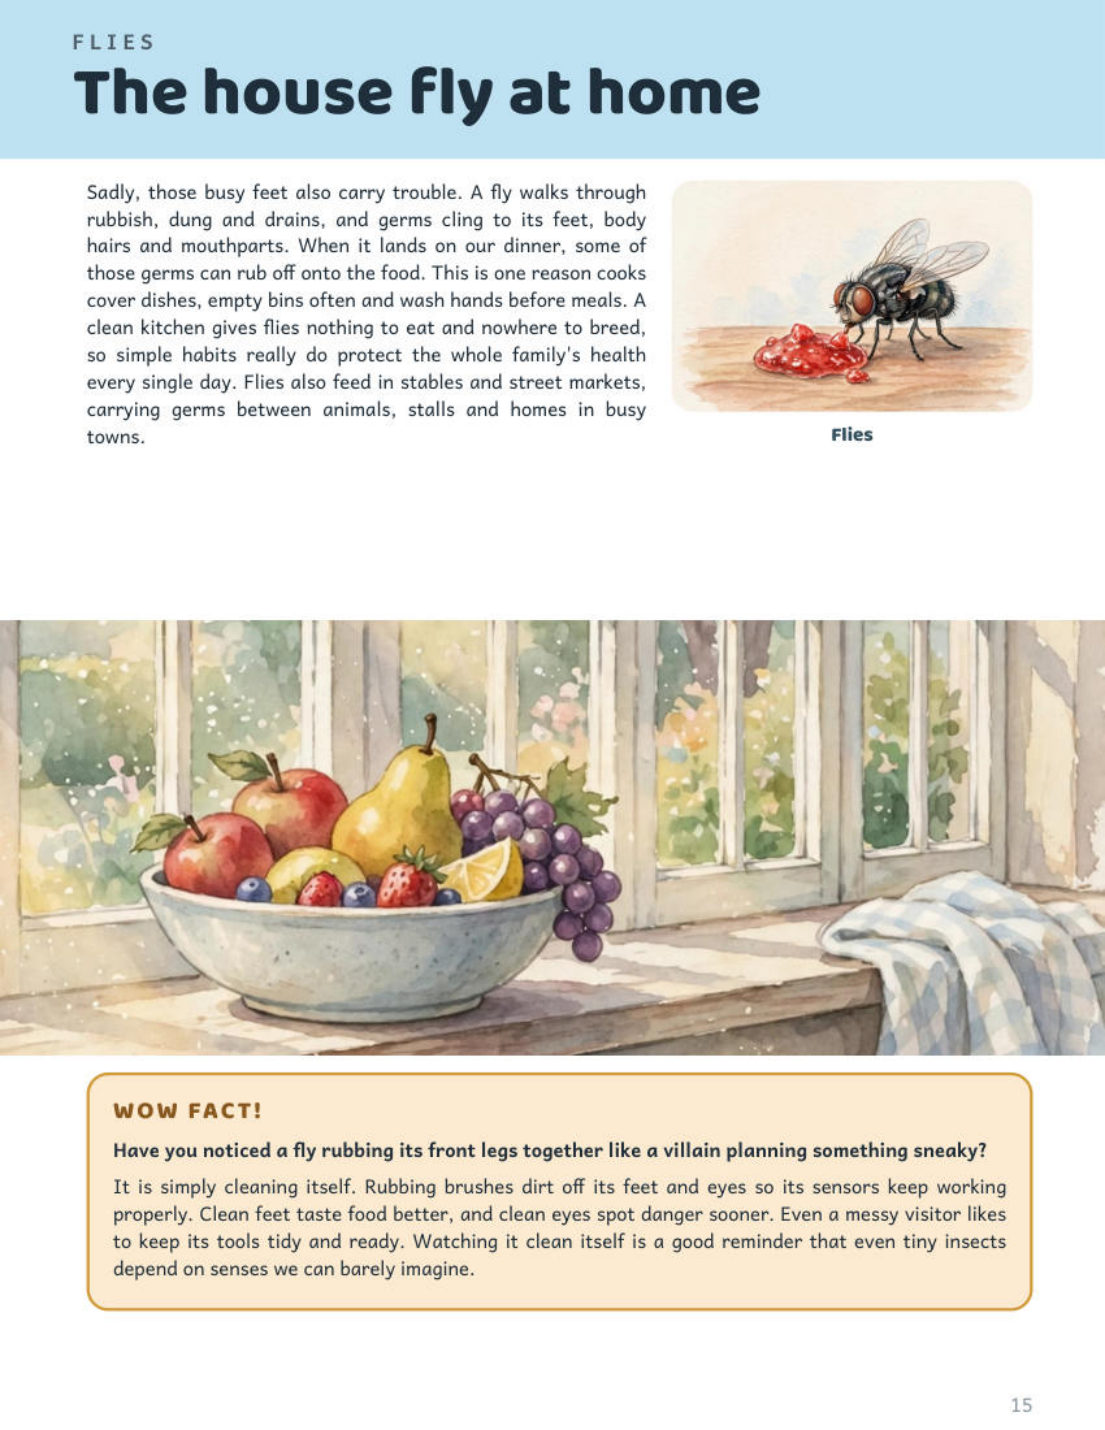 FLIES
The house fly at home
Sadly, those busy feet also carry trouble. A fly walks through
rubbish, dung and drains, and germs cling to its feet, body
hairs and mouthparts. When it lands on our dinner, some of
those germs can rub off onto the food. This is one reason cooks
cover dishes, empty bins often and wash hands before meals. A
clean kitchen gives flies nothing to eat and nowhere to breed,
so simple habits really do protect the whole family's health
every single day. Flies also feed in stables and street markets,
carrying germs between animals, stalls and homes in busy
towns.
Flies
WOW FACT!
Have you noticed a fly rubbing its front legs together like a villain planning something sneaky?
It is simply cleaning itself. Rubbing brushes dirt off its feet and eyes so its sensors keep working
properly. Clean feet taste food better, and clean eyes spot danger sooner. Even a messy visitor likes
to keep its tools tidy and ready. Watching it clean itself is a good reminder that even tiny insects
depend on senses we can barely imagine.
15